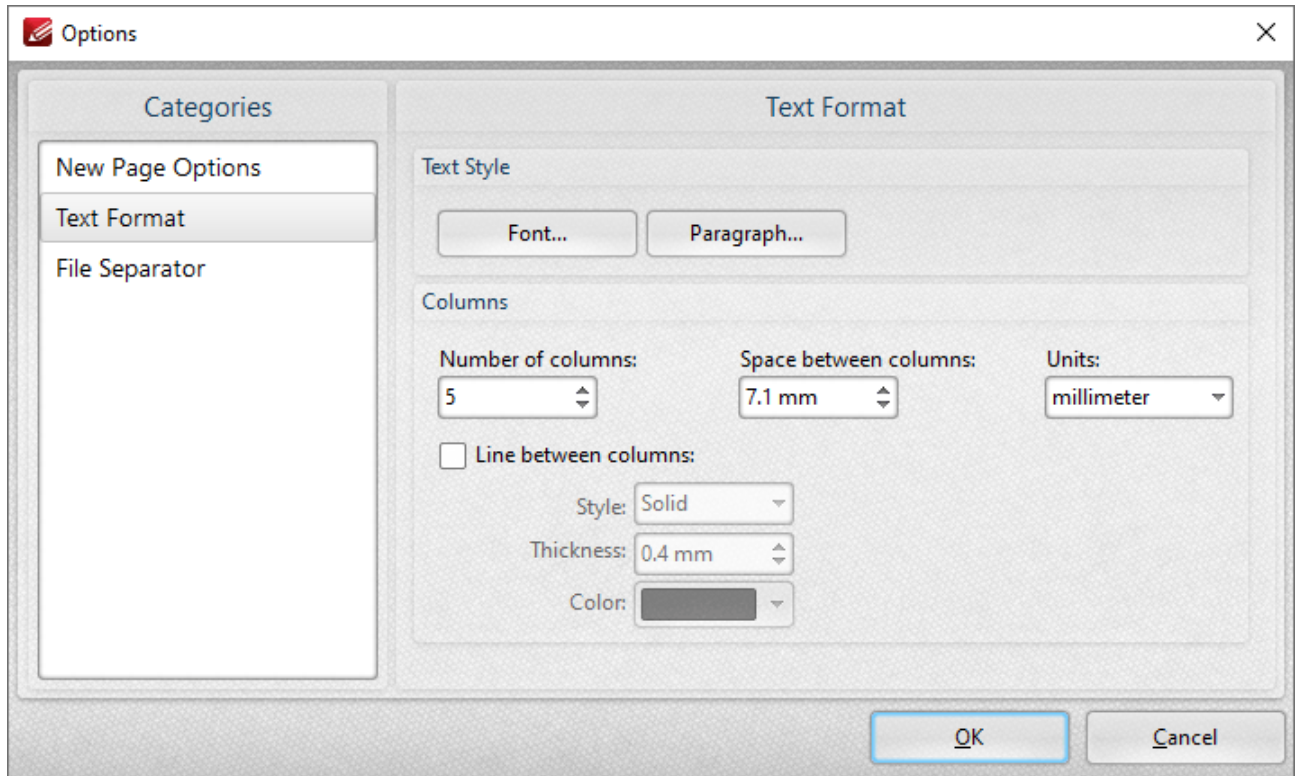 Options
Categories
New Page Options
Text Format
File Separator
Text Format
Text Style
Font...
Paragraph...
Columns
Number of columns:
5
Space between columns:
7.1 mm
Units:
millimeter
Line between columns:
Style: Solid
Thickness: 0.4 mm
Color:
OK
Cancel